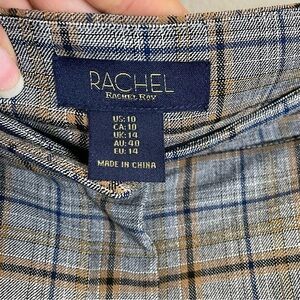 RACHEL
RACHEL ROY
US: 10
CA: 10
UK: 14
AU: 40
EU: 14
MADE IN CHINA